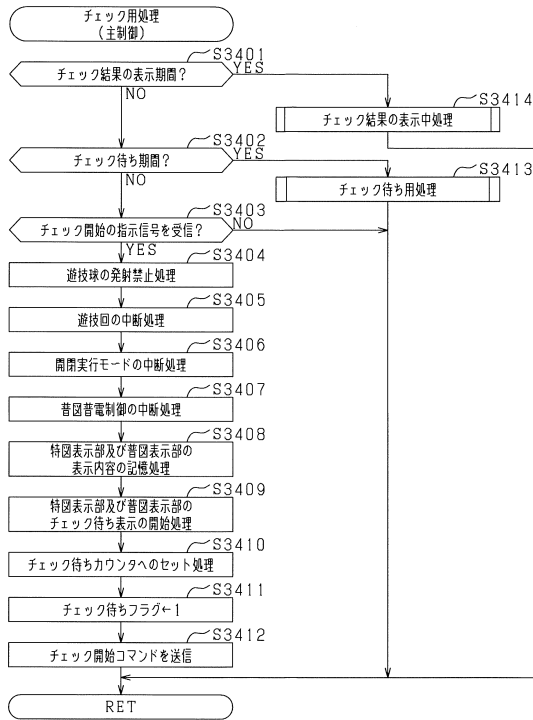 チェック用処理
(主制御)
S3401
チェック結果の表示期間?
YES
NO
S3414
チェック結果の表示中処理
S3402
チェック待ち期間?
YES
NO
S3413
チェック待ち用処理
S3403
チェック開始の指示信号を受信?
NO
YES
S3404
遊技球の発射禁止処理
S3405
遊技回の中断処理
S3406
開閉実行モードの中断処理
S3407
普図普電制御の中断処理
S3408
特図表示部及び普図表示部の
表示内容の記憶処理
S3409
特図表示部及び普図表示部の
チェック待ち表示の開始処理
S3410
チェック待ちカウンタへのセット処理
S3411
チェック待ちフラグ←1
S3412
チェック開始コマンドを送信
RET